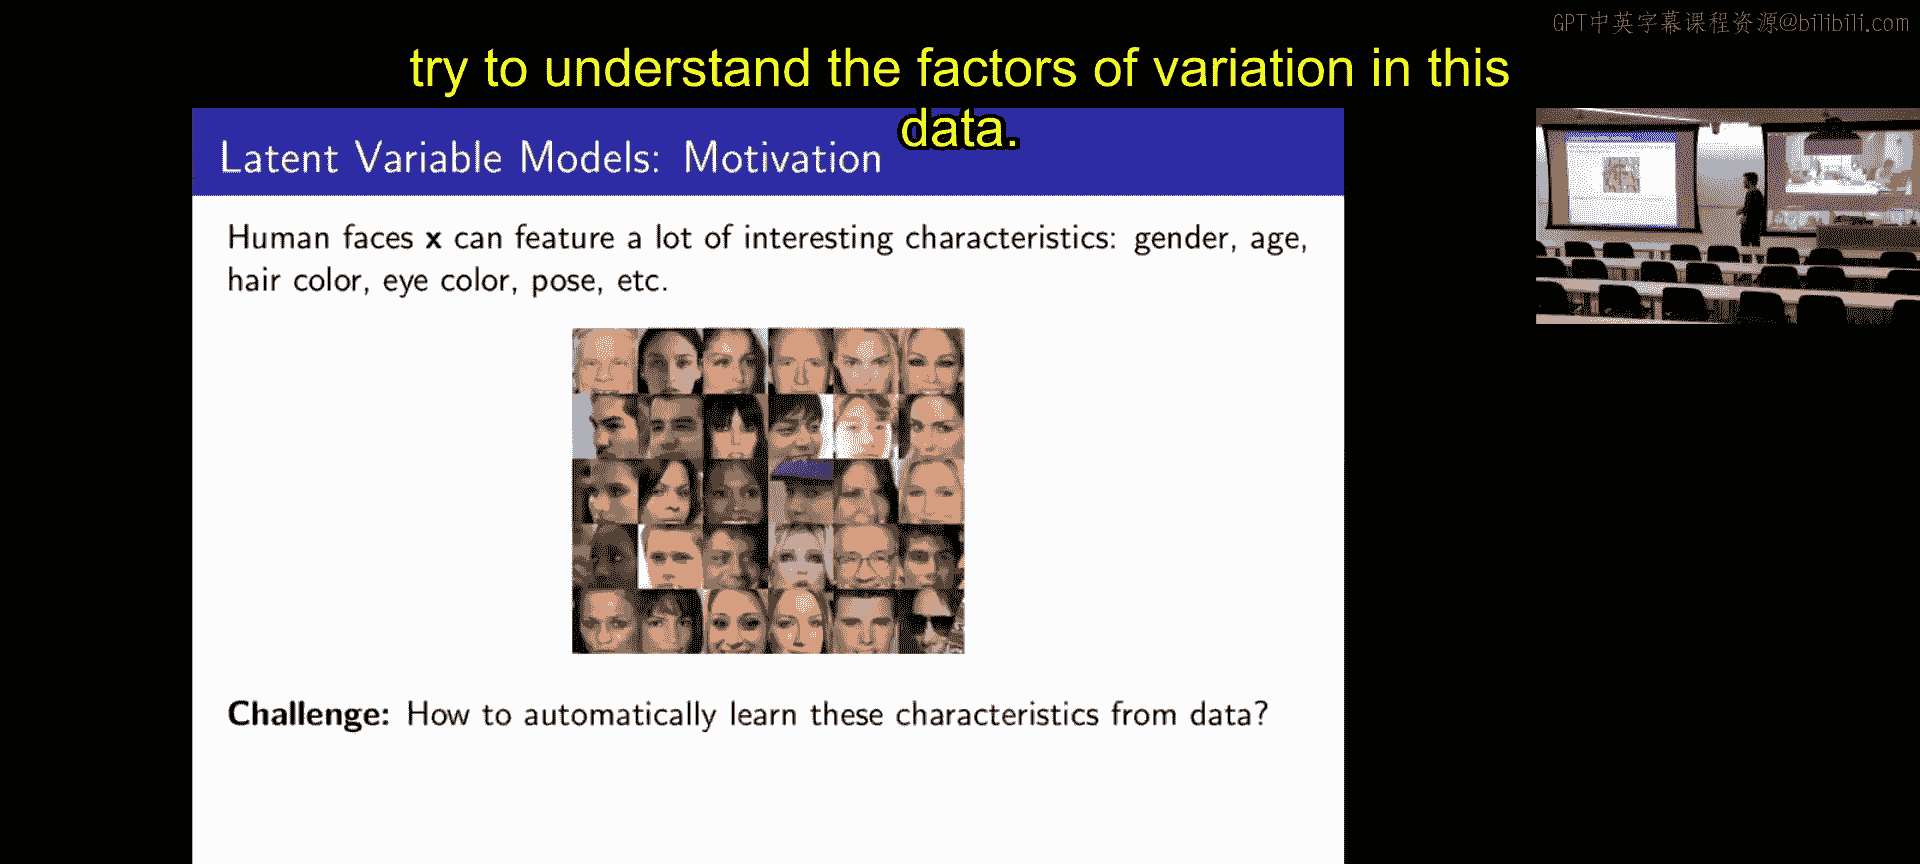 GPT中英字幕课程资源@bilibili.com
try to understand the factors of variation in this
data.
Latent Variable Models: Motivation
Human faces x can feature a lot of interesting characteristics: gender, age,
hair color, eye color, pose, etc.
Challenge: How to automatically learn these characteristics from data?